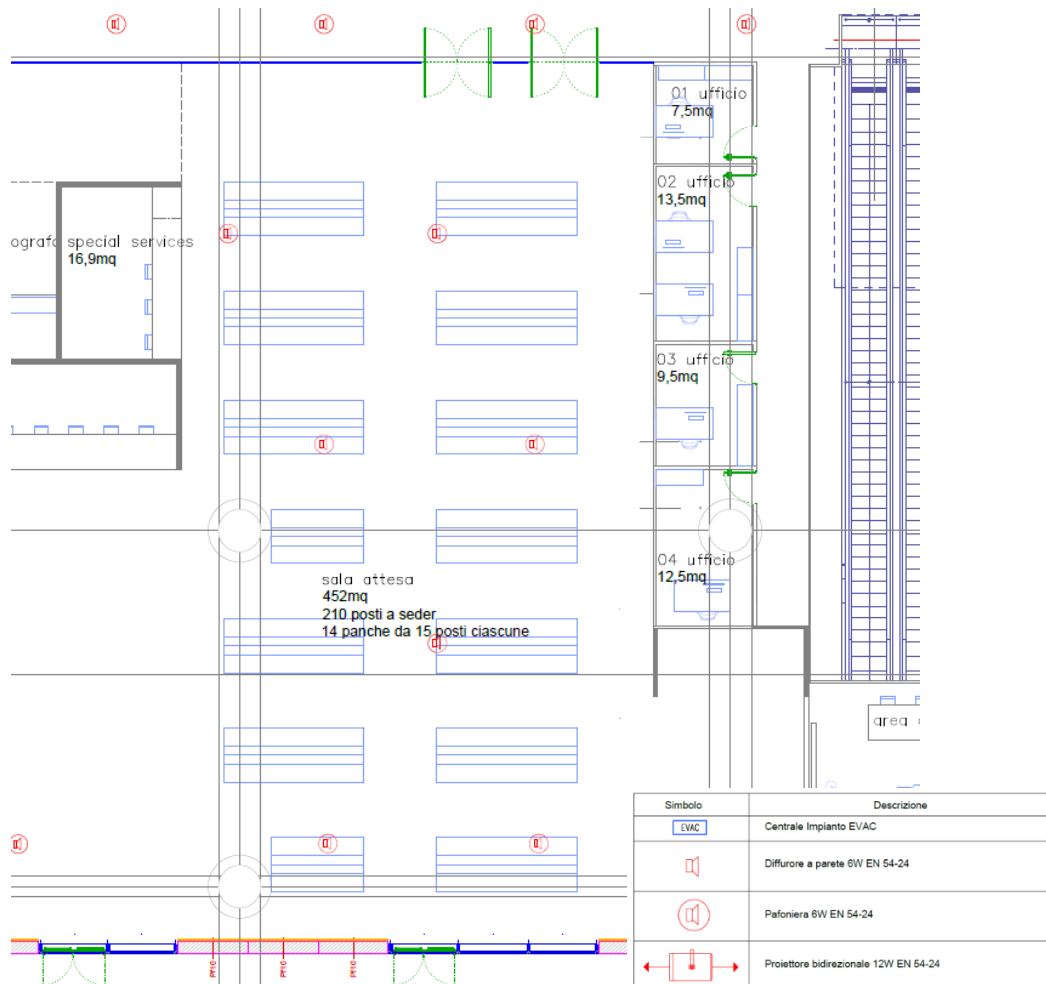 01 ufficio
7,5mq
02 ufficio
13,5mq
ografo special services
16,9mq
03 ufficio
9,5mq
04 ufficio
12,5mq
sala attesa
452mq
210 posti a seder
14 panche da 15 posti ciascune
area
Simbolo Descrizione
EVAC Centrale Impianto EVAC
Diffurore a parete 6W EN 54-24
Pafoniera 6W EN 54-24
Proiettore bidirezionale 12W EN 54-24